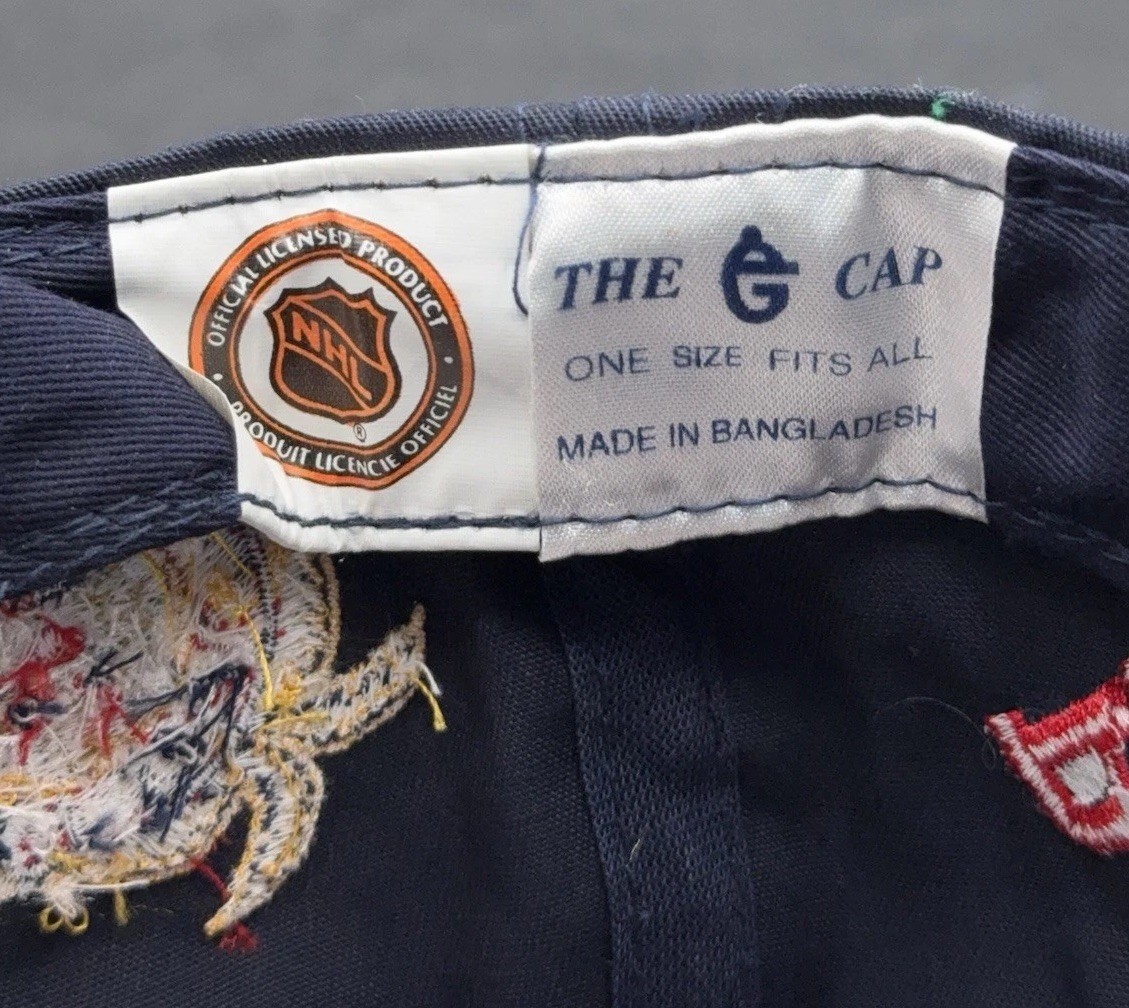 OFFICIAL LICENSED PRODUCT
NHL
®
PRODUIT LICENCIE OFFICIEL
THE G CAP
ONE SIZE FITS ALL
MADE IN BANGLADESH